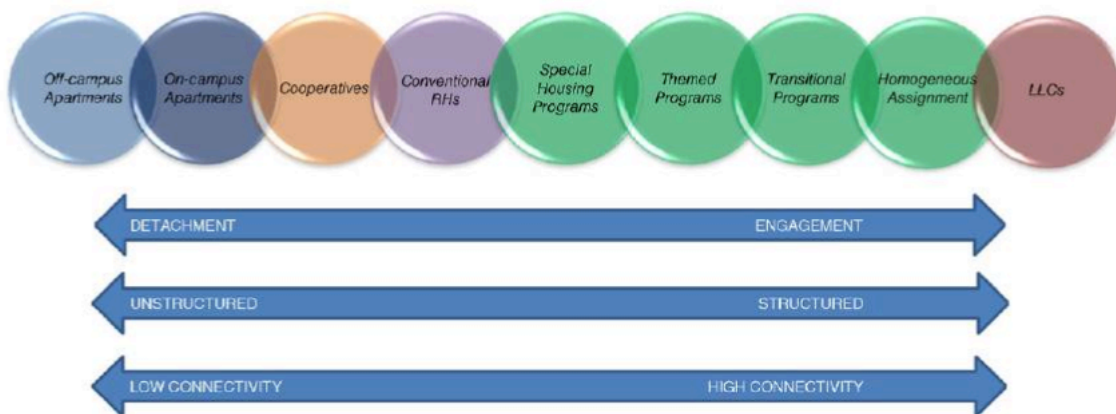 Off-campus
Apartments
On-campus
Apartments
Cooperatives
Conventional
RHs
Special
Housing
Programs
Themed
Programs
Transitional
Programs
Homogeneous
Assignment
LLCs
DETACHMENT
ENGAGEMENT
UNSTRUCTURED
STRUCTURED
LOW CONNECTIVITY
HIGH CONNECTIVITY